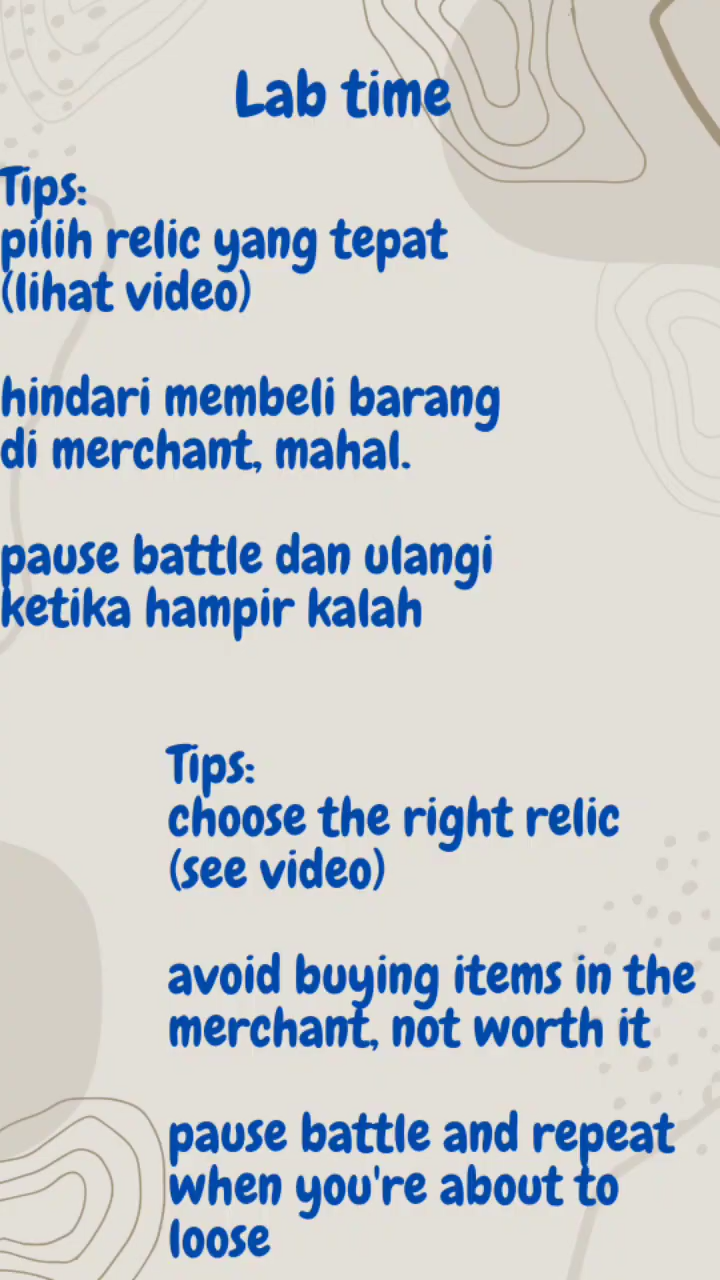 Lab time
Tips:
pilih relic yang tepat
(lihat video)
hindari membeli barang
di merchant, mahal.
pause battle dan ulangi
ketika hampir kalah
Tips:
choose the right relic
(see video)
avoid buying items in the
merchant, not worth it
pause battle and repeat
when you're about to
loose